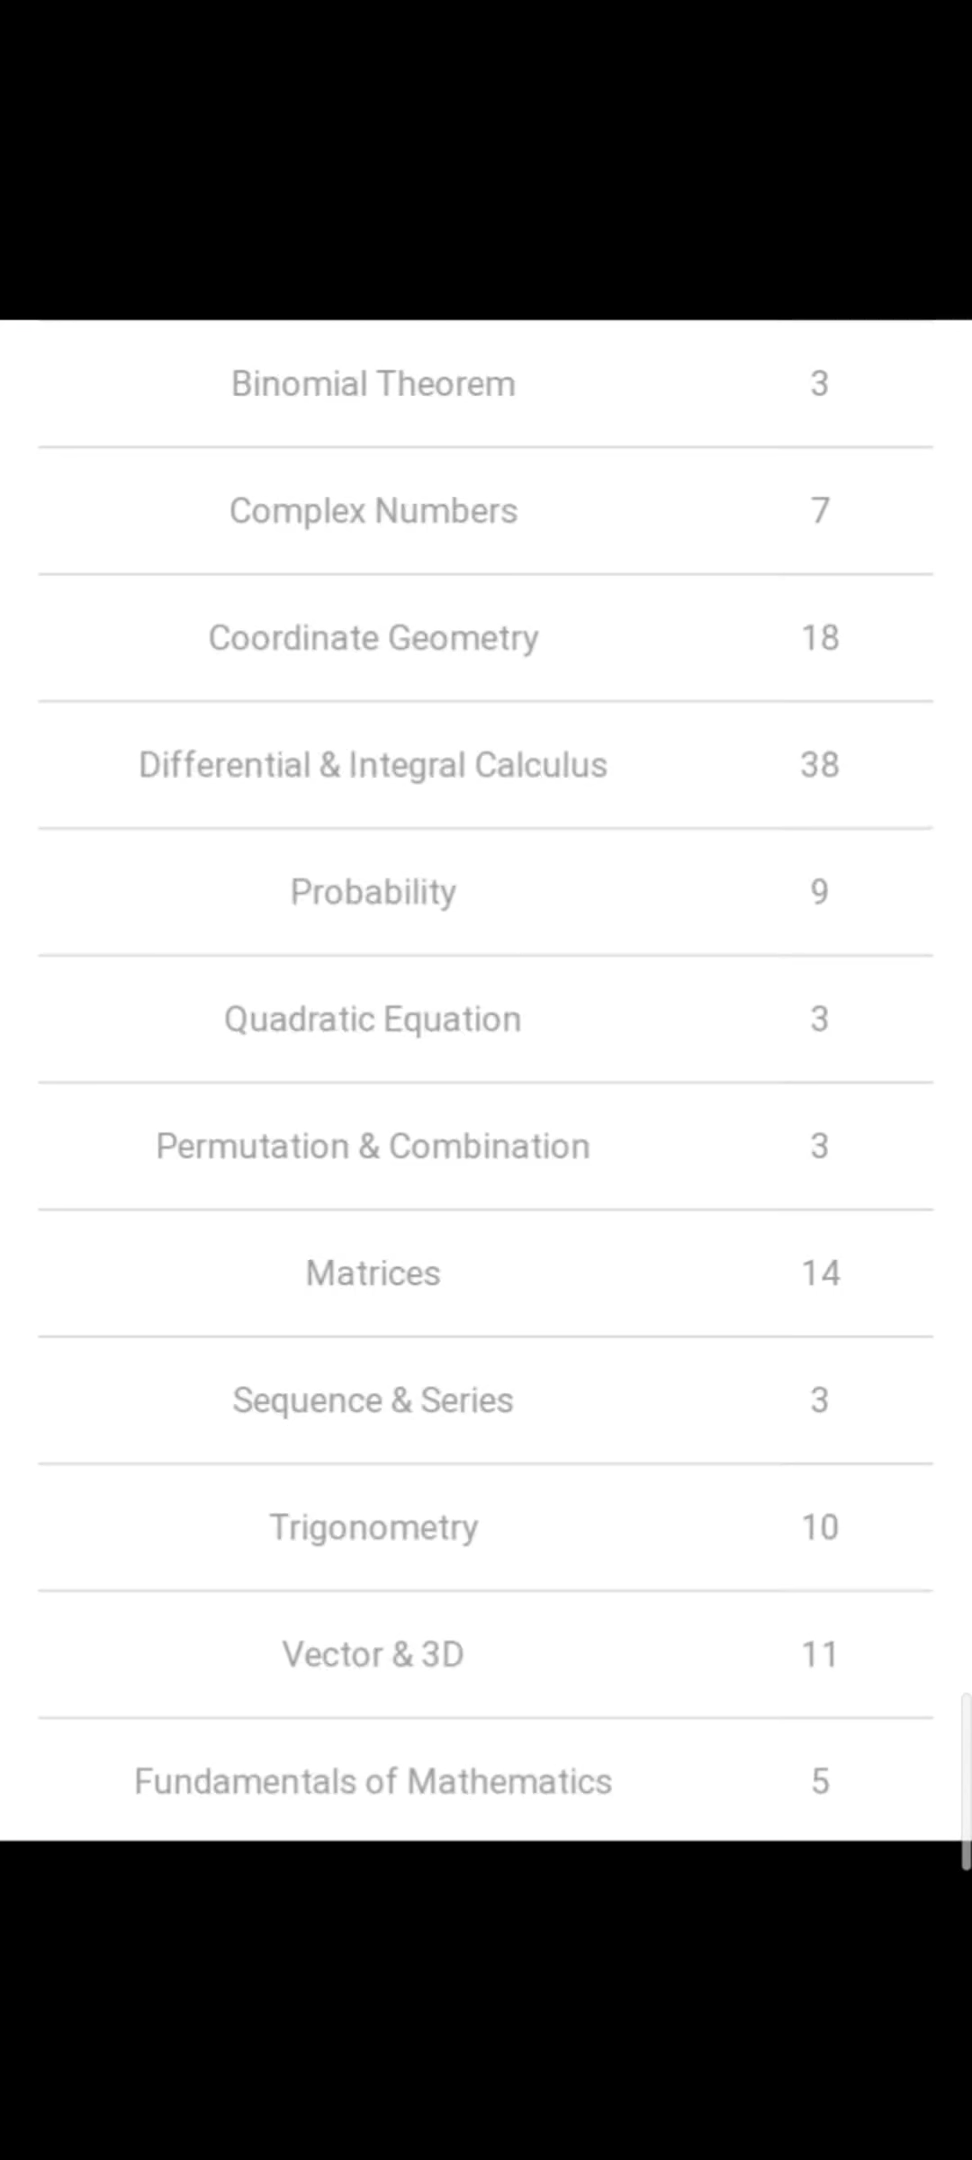 Binomial Theorem 3
Complex Numbers 7
Coordinate Geometry 18
Differential & Integral Calculus 38
Probability 9
Quadratic Equation 3
Permutation & Combination 3
Matrices 14
Sequence & Series 3
Trigonometry 10
Vector & 3D 11
Fundamentals of Mathematics 5